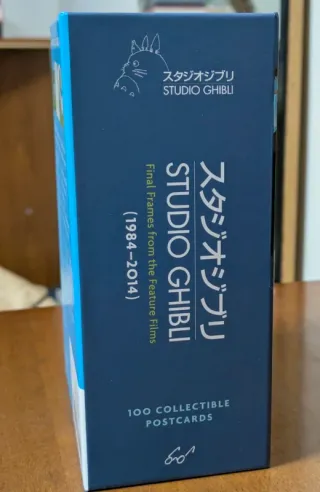 スタジオジブリ
STUDIO GHIBLI
スタジオジブリ
STUDIO GHIBLI
Final Frames from the Feature Films
(1984–2014)
100 COLLECTIBLE
POSTCARDS